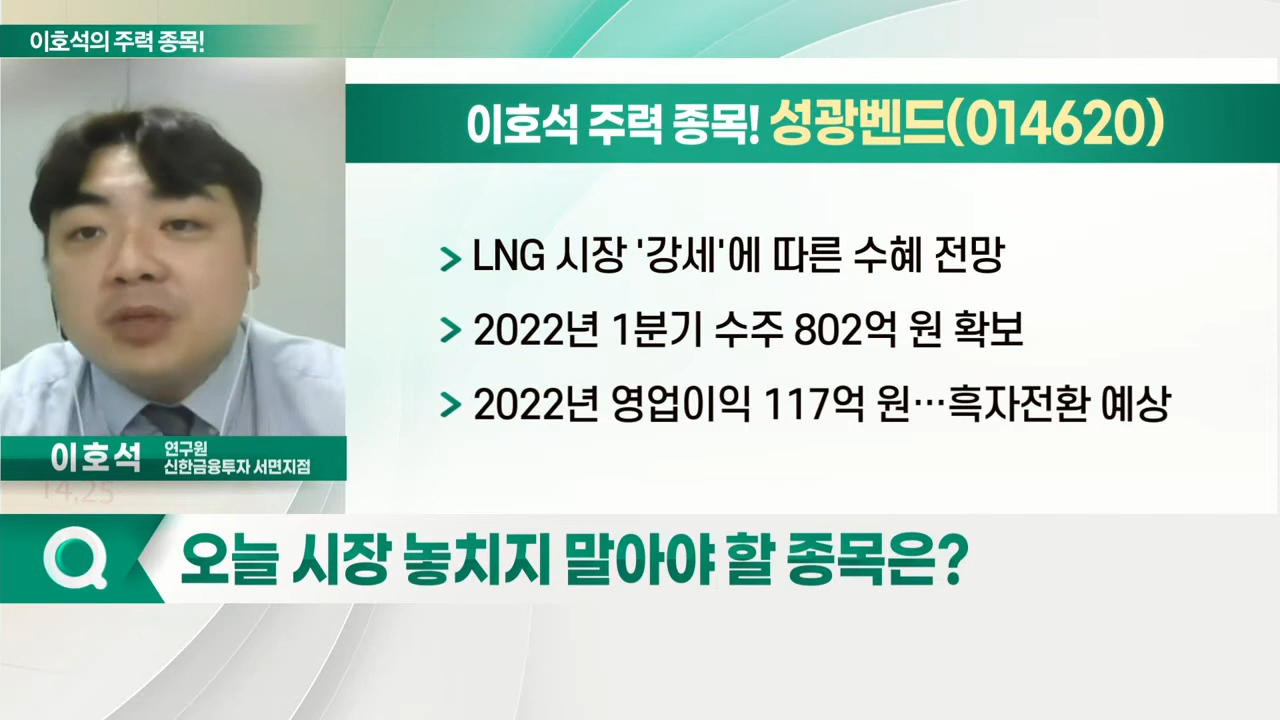 이호석의 주력 종목!
이호석 주력 종목! 성광벤드(014620)
LNG 시장 '강세'에 따른 수혜 전망
2022년 1분기 수주 802억 원 확보
2022년 영업이익 117억 원…흑자전환 예상
이호석
연구원
신한금융투자 서면지점
14.25
Q 오늘 시장 놓치지 말아야 할 종목은?